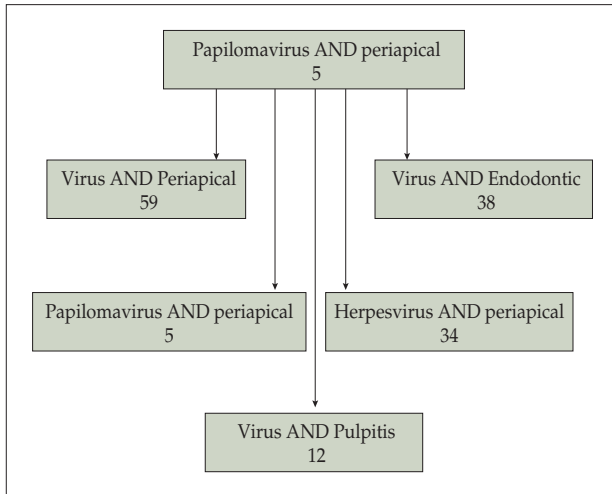 Papilomavirus AND periapical
5
Virus AND Periapical
59
Virus AND Endodontic
38
Papilomavirus AND periapical
5
Herpesvirus AND periapical
34
Virus AND Pulpitis
12